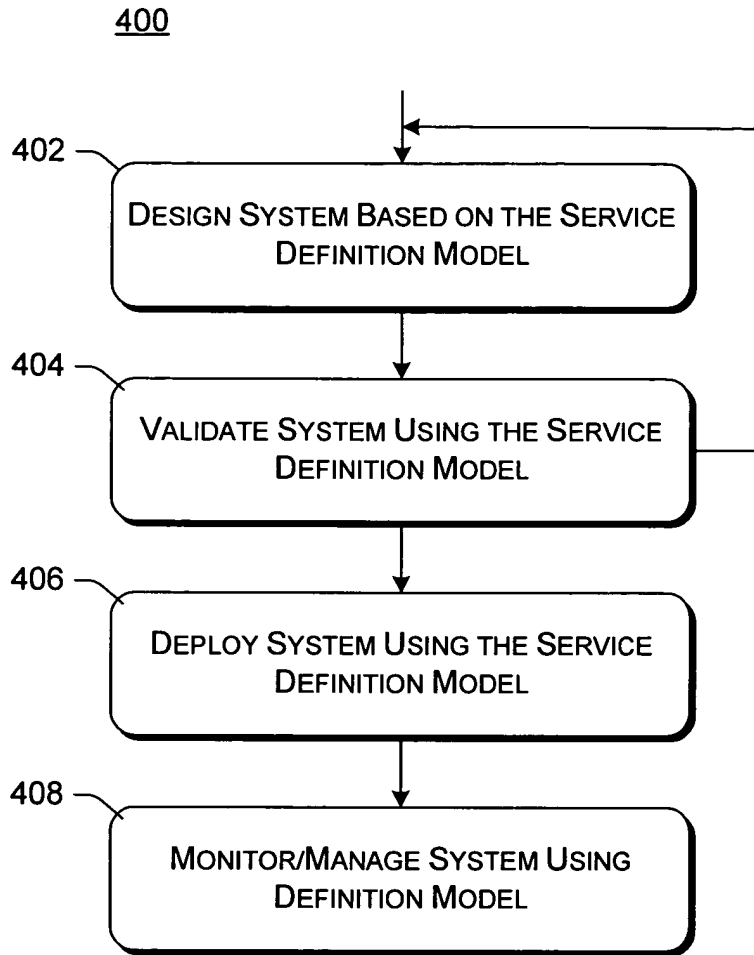 400
402
DESIGN SYSTEM BASED ON THE SERVICE
DEFINITION MODEL
404
VALIDATE SYSTEM USING THE SERVICE
DEFINITION MODEL
406
DEPLOY SYSTEM USING THE SERVICE
DEFINITION MODEL
408
MONITOR/MANAGE SYSTEM USING
DEFINITION MODEL